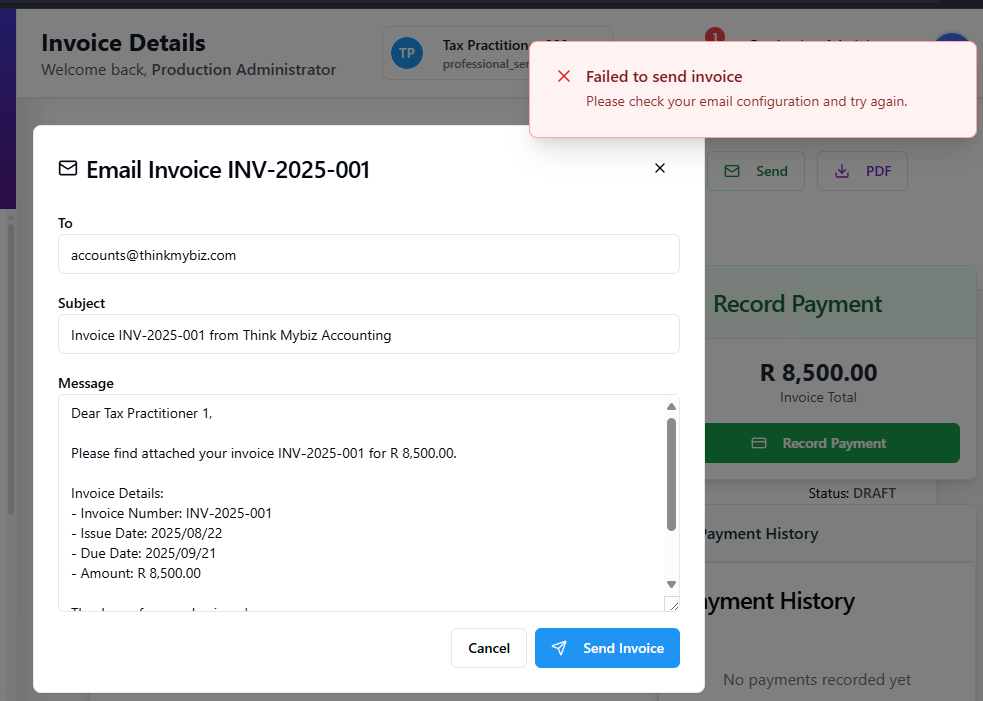 Invoice Details
Welcome back, Production Administrator
TP
Tax Practition
professional_ser
1
Failed to send invoice
Please check your email configuration and try again.
Email Invoice INV-2025-001
Send
PDF
To
accounts@thinkmybiz.com
Subject
Invoice INV-2025-001 from Think Mybiz Accounting
Message
Dear Tax Practitioner 1,
Please find attached your invoice INV-2025-001 for R 8,500.00.
Invoice Details:
- Invoice Number: INV-2025-001
- Issue Date: 2025/08/22
- Due Date: 2025/09/21
- Amount: R 8,500.00
Cancel
Send Invoice
Record Payment
R 8,500.00
Invoice Total
Record Payment
Status: DRAFT
Payment History
yment History
No payments recorded yet